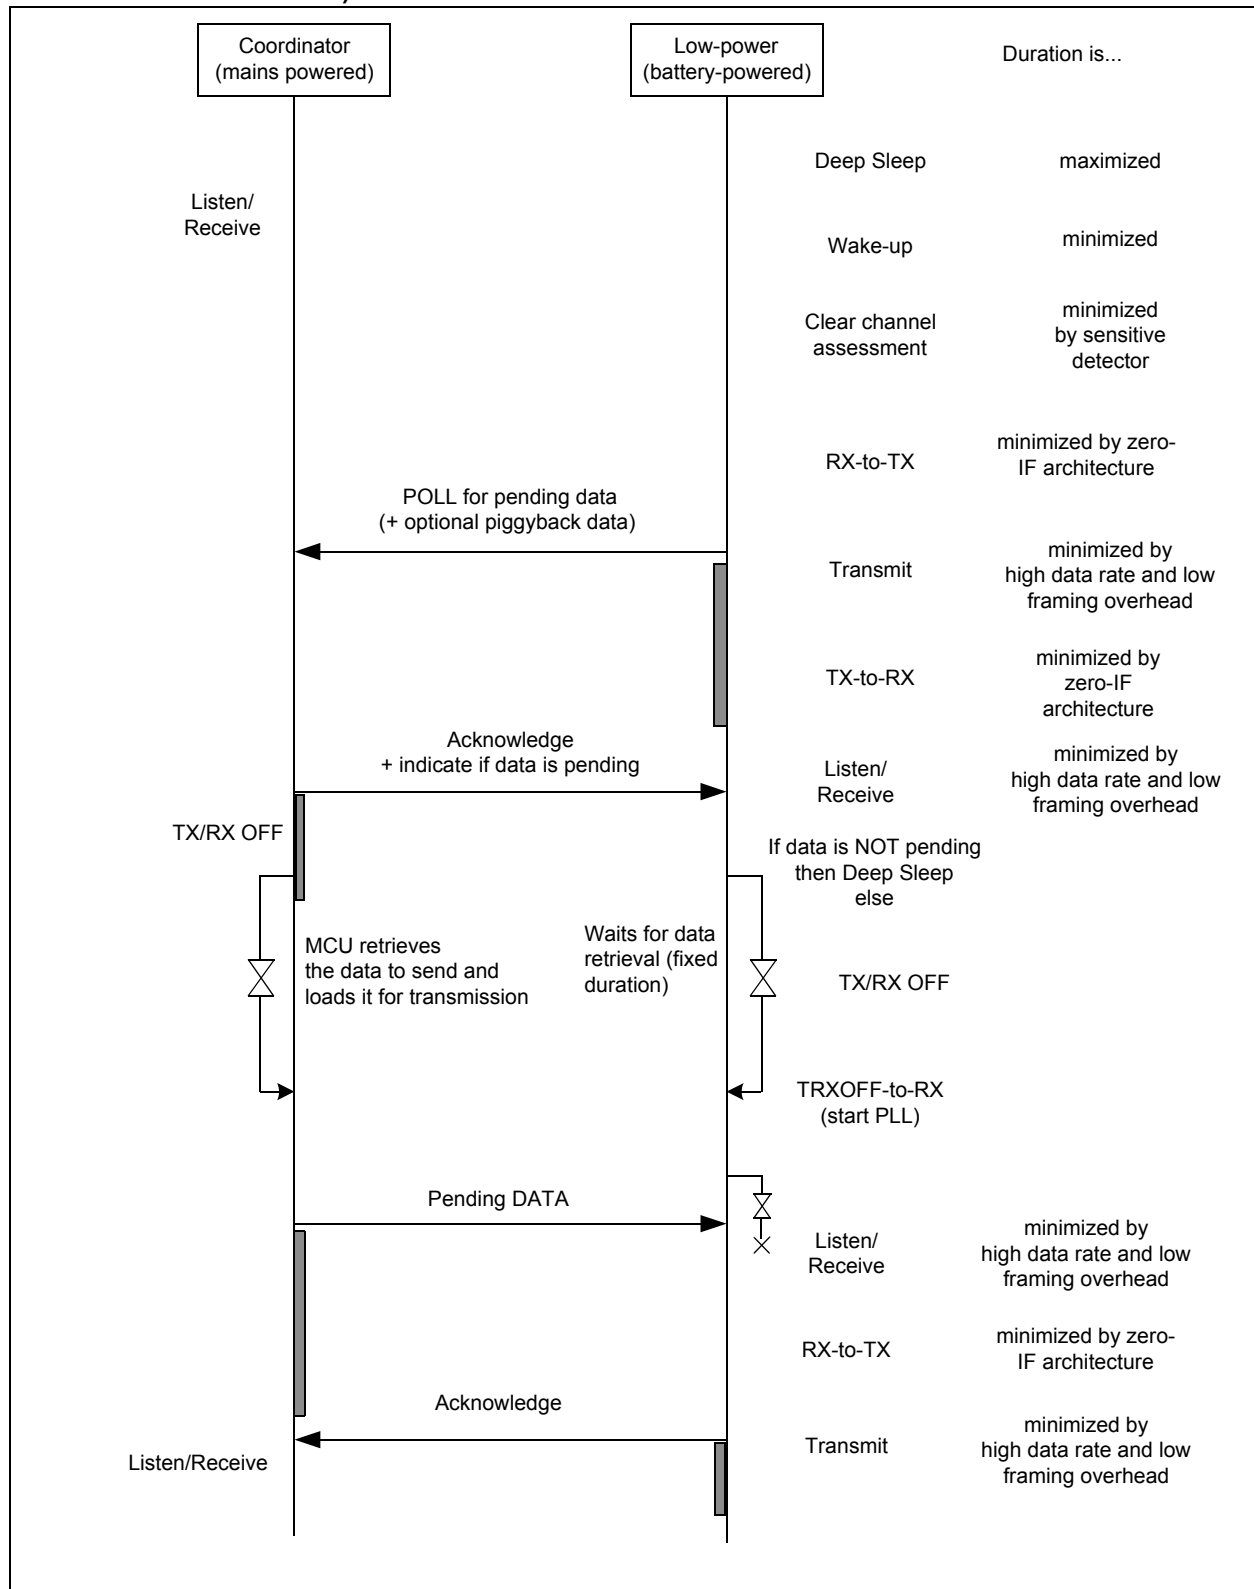 Coordinator
(mains powered)
Low-power
(battery-powered)
Duration is...
Deep Sleep
maximized
Listen/
Receive
Wake-up
minimized
Clear channel
assessment
minimized
by sensitive
detector
RX-to-TX
minimized by zero-
IF architecture
POLL for pending data
(+ optional piggyback data)
Transmit
minimized by
high data rate and low
framing overhead
TX-to-RX
minimized by
zero-IF
architecture
Acknowledge
+ indicate if data is pending
Listen/
Receive
minimized by
high data rate and low
framing overhead
TX/RX OFF
If data is NOT pending
then Deep Sleep
else
MCU retrieves
the data to send and
loads it for transmission
Waits for data
retrieval (fixed
duration)
TX/RX OFF
TRXOFF-to-RX
(start PLL)
Pending DATA
Listen/
Receive
minimized by
high data rate and low
framing overhead
RX-to-TX
minimized by zero-
IF architecture
Acknowledge
Listen/Receive
Transmit
minimized by
high data rate and low
framing overhead